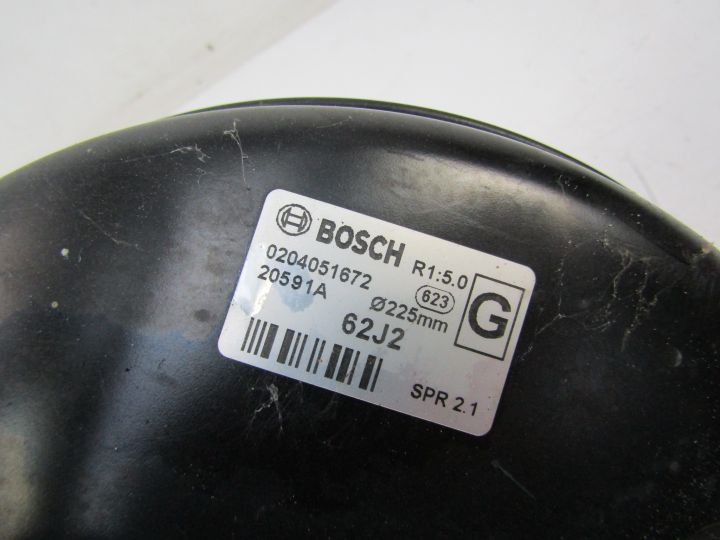 BOSCH R1:5.0
0204051672 623 G
20591A Ø225mm
62J2
SPR 2.1